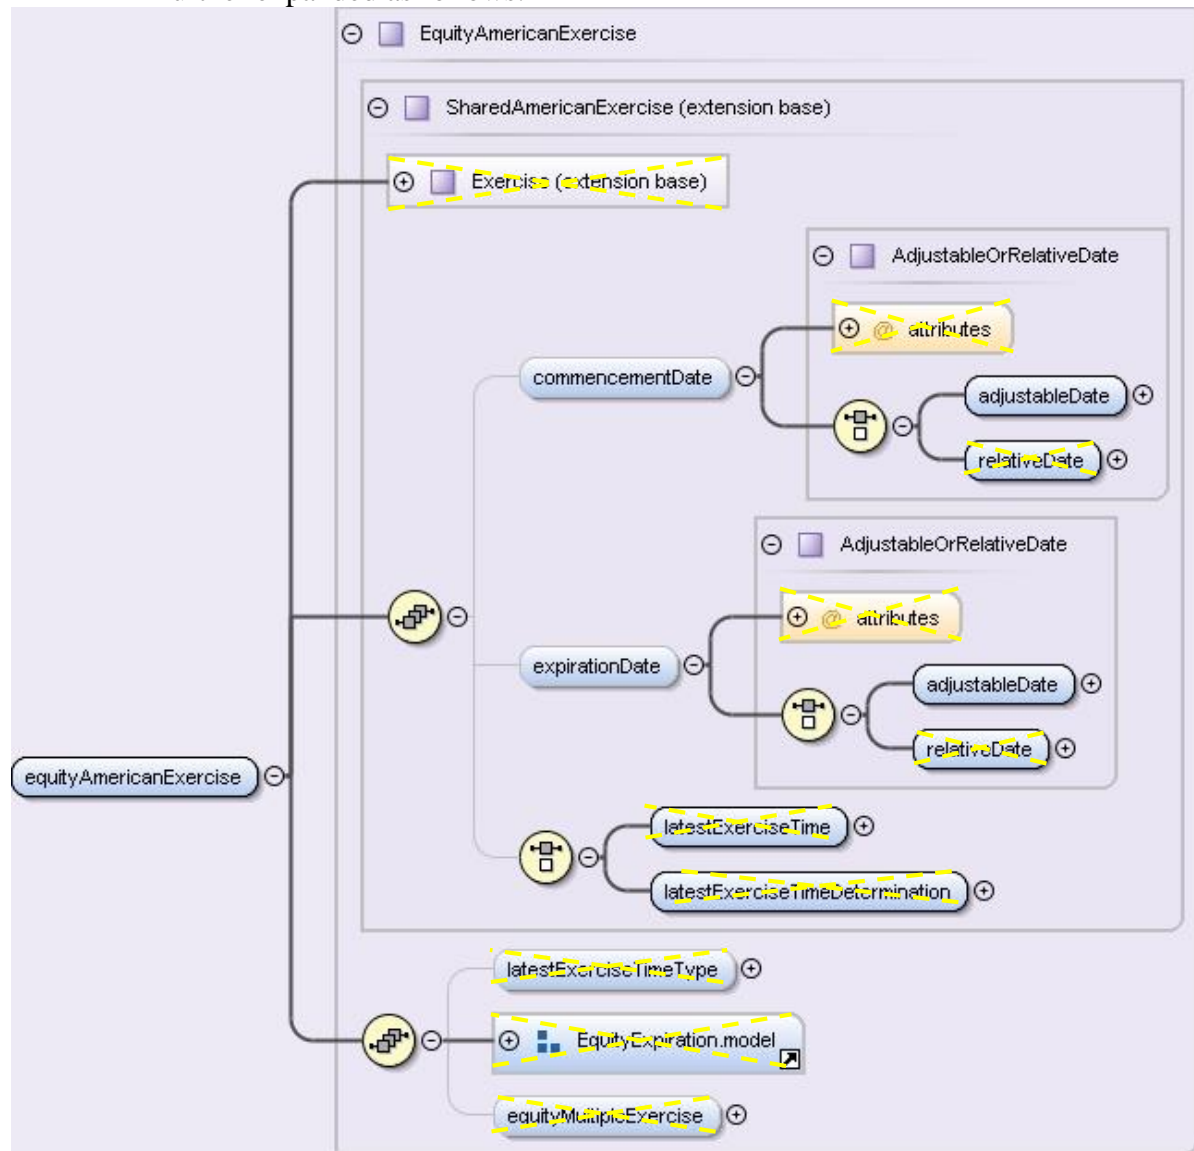 EquityAmericanExercise
SharedAmericanExercise (extension base)
Exercise (extension base)
AdjustableOrRelativeDate
@ attributes
commencementDate
adjustableDate
relativeDate
AdjustableOrRelativeDate
@ attributes
expirationDate
adjustableDate
relativeDate
equityAmericanExercise
latestExerciseTime
latestExerciseTimeDetermination
latestExerciseTimeType
EquityExpiration.model
equityMultipleExercise